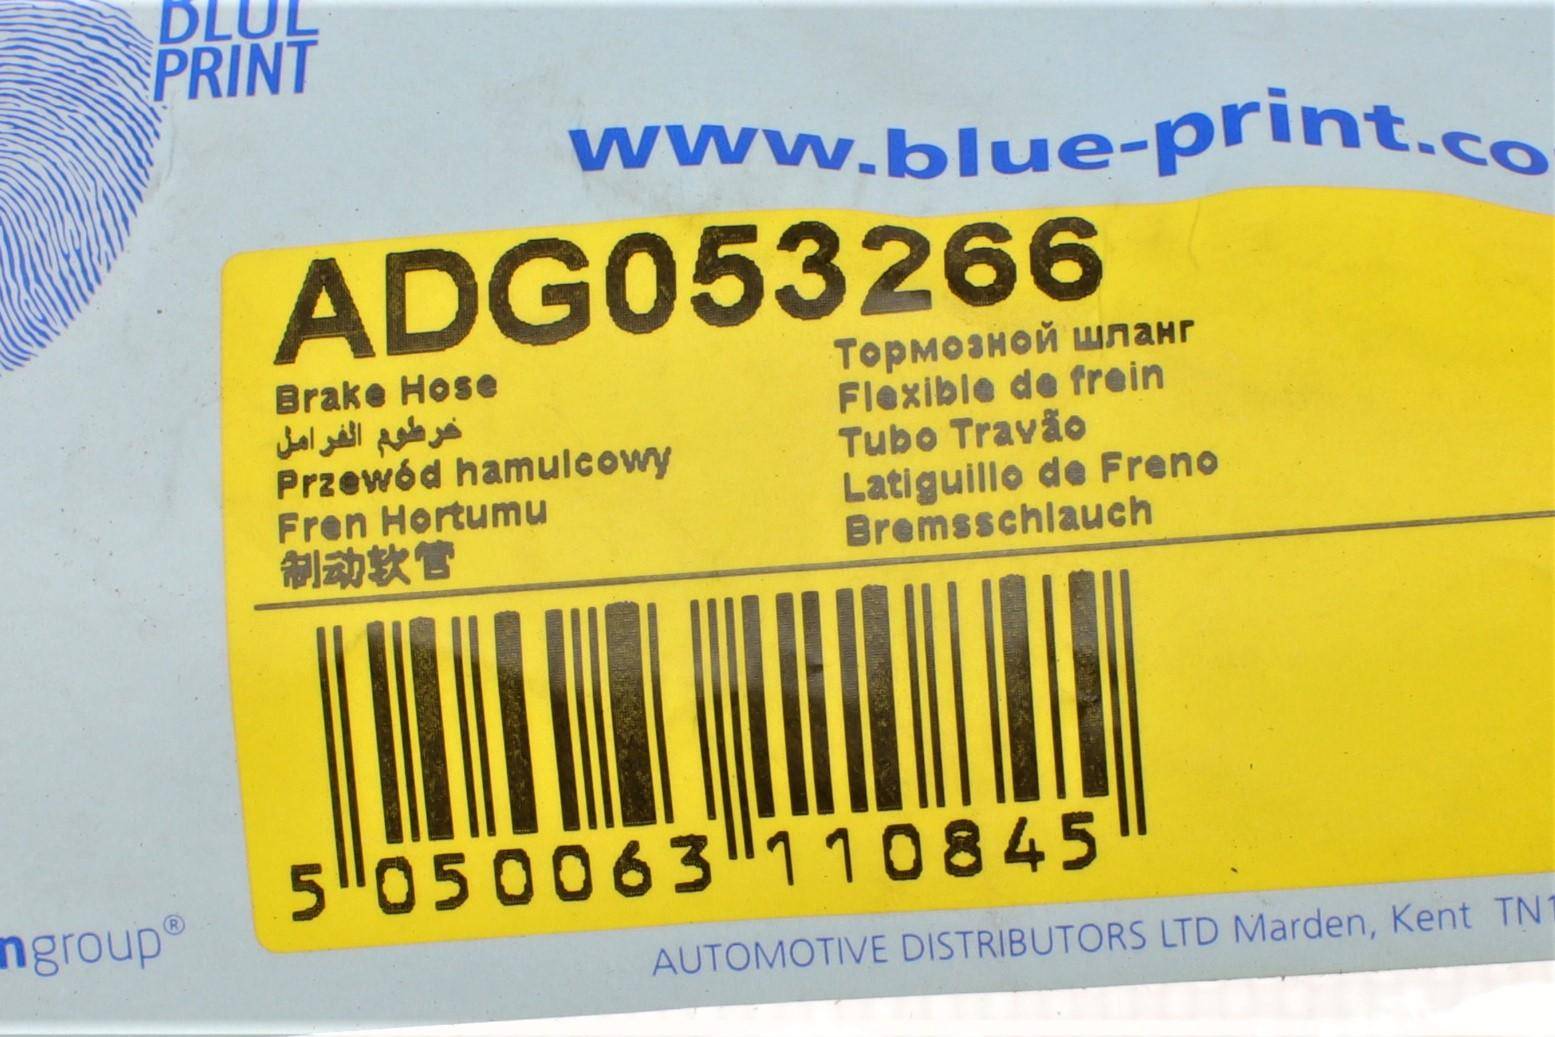 BLUE
PRINT
www.blue-print.co
ADG053266
Brake Hose
خرطوم الفرامل
Przewód hamulcowy
Fren Hortumu
制动软管
Тормозной шланг
Flexible de frein
Tubo Travão
Latiguillo de Freno
Bremsschlauch
5 050063 110845
ngroup®
AUTOMOTIVE DISTRIBUTORS LTD Marden, Kent TN1